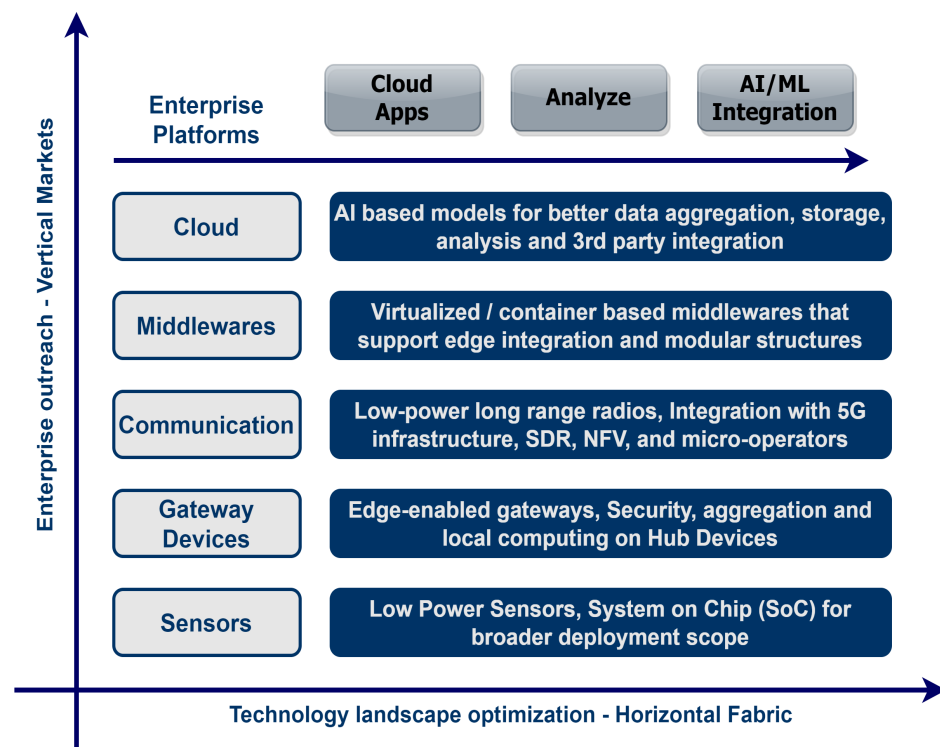 Cloud
Apps
Analyze
AI/ML
Integration
Enterprise
Platforms
Enterprise outreach - Vertical Markets
Cloud
AI based models for better data aggregation, storage,
analysis and 3rd party integration
Middlewares
Virtualized / container based middlewares that
support edge integration and modular structures
Communication
Low-power long range radios, Integration with 5G
infrastructure, SDR, NFV, and micro-operators
Gateway
Devices
Edge-enabled gateways, Security, aggregation and
local computing on Hub Devices
Sensors
Low Power Sensors, System on Chip (SoC) for
broader deployment scope
Technology landscape optimization - Horizontal Fabric